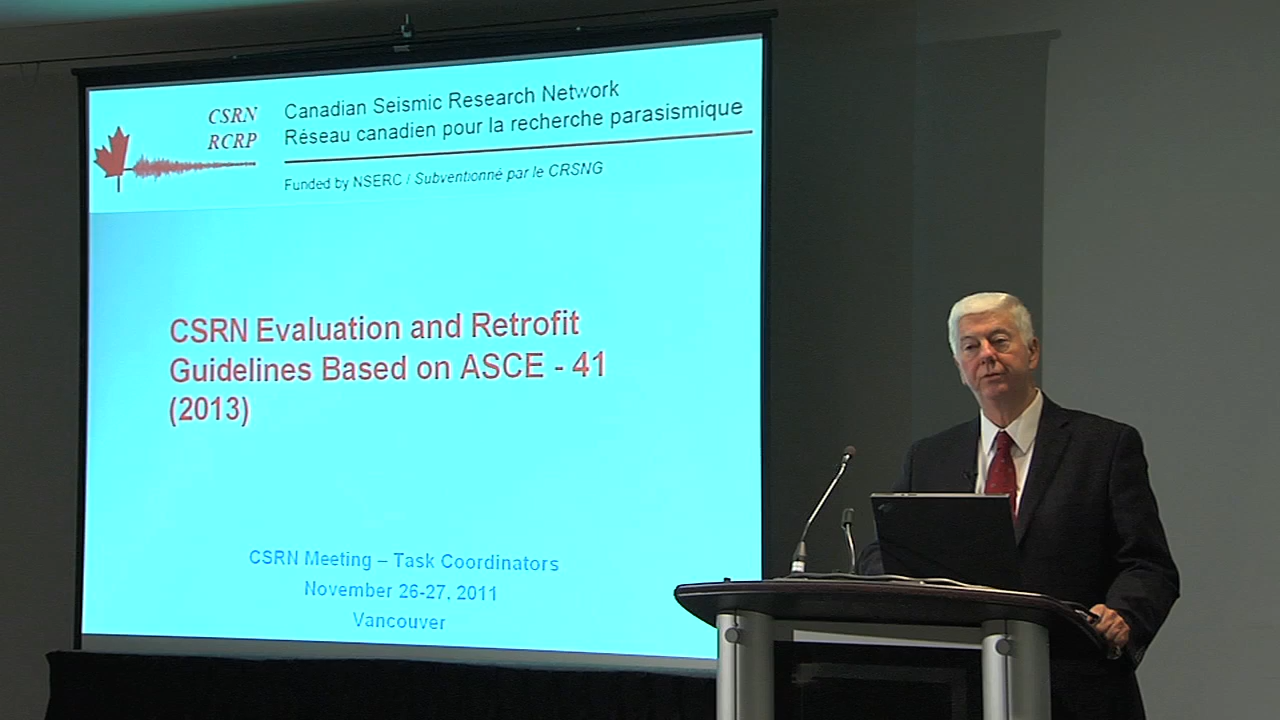 CSRN
RCRP
Canadian Seismic Research Network
Réseau canadien pour la recherche parasismique
Funded by NSERC / Subventionné par le CRSNG
CSRN Evaluation and Retrofit
Guidelines Based on ASCE - 41
(2013)
CSRN Meeting – Task Coordinators
November 26-27, 2011
Vancouver